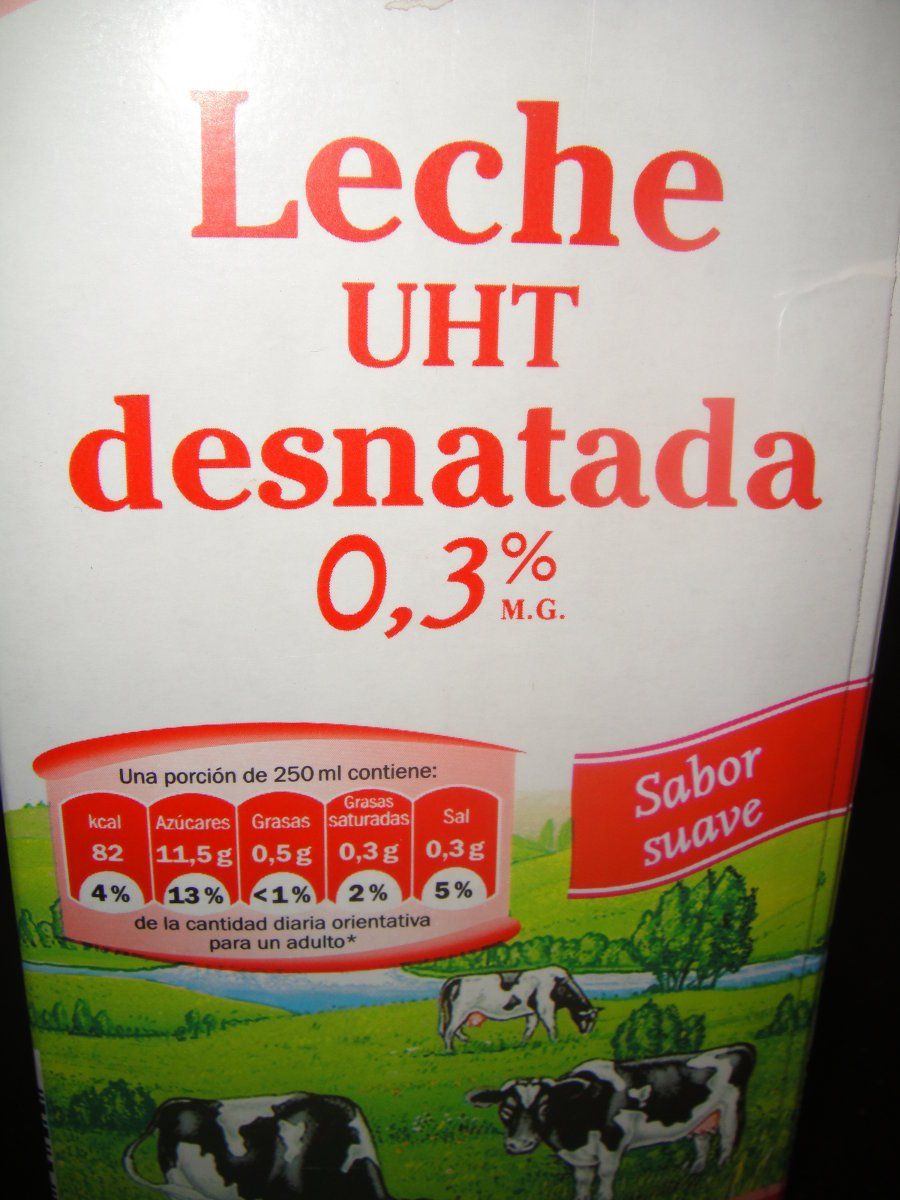 Leche
UHT
desnatada
0,3% M.G.
Una porción de 250 ml contiene:
kcal Azúcares Grasas Grasas saturadas Sal
82 11,5 g 0,5 g 0,3 g 0,3 g
4% 13% <1% 2% 5%
de la cantidad diaria orientativa
para un adulto*
Sabor
suave